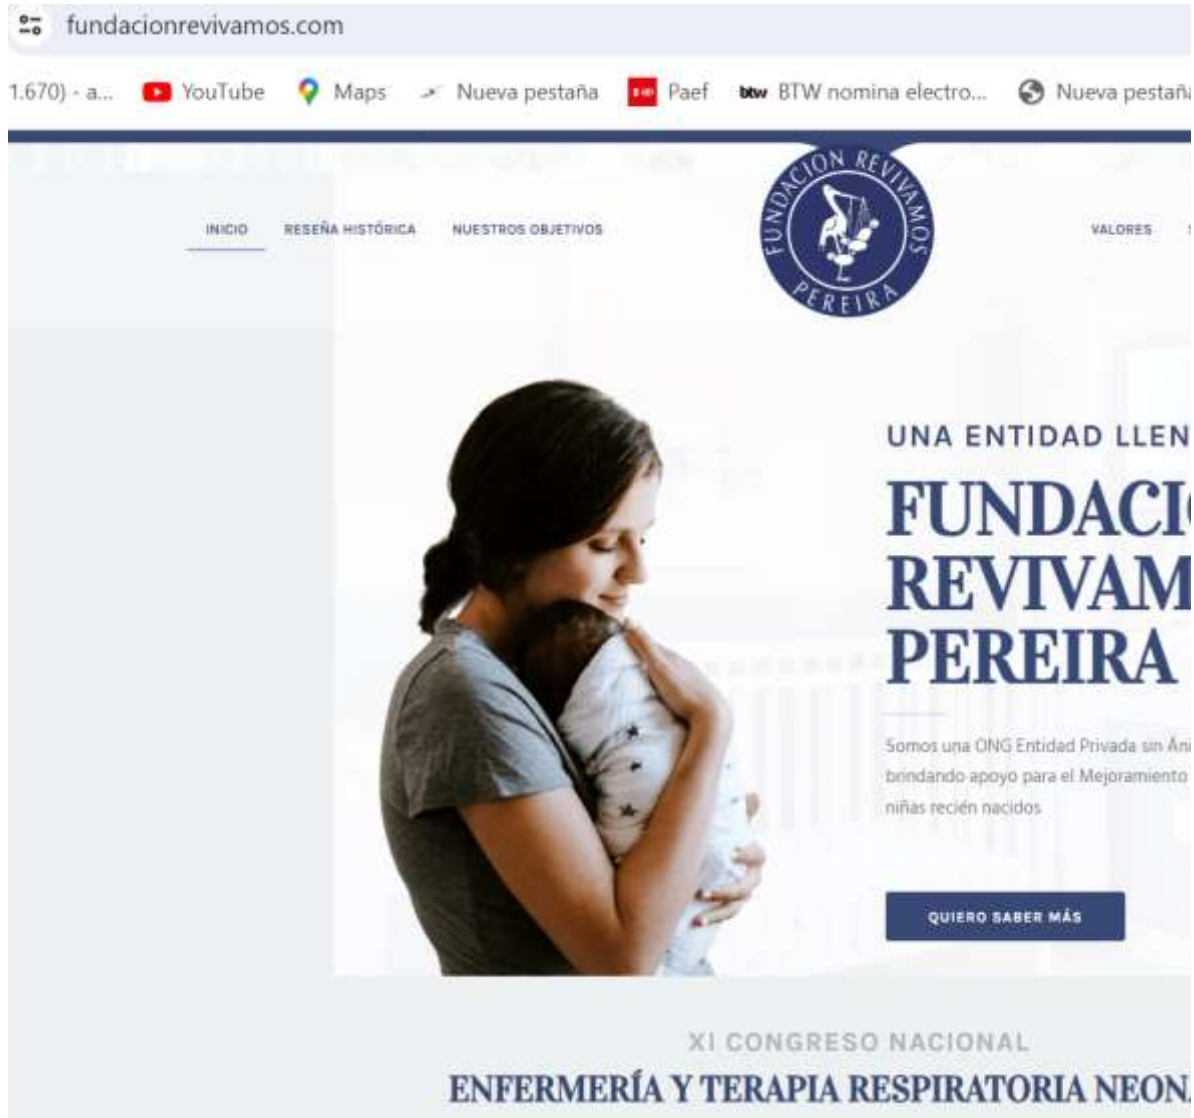 fundacionrevivamos.com
1.670) - a... YouTube Maps Nueva pestaña Paef btw BTW nomina electro... Nueva pestaña
FUNDACION REVIVAMOS
PEREIRA
INICIO RESEÑA HISTÓRICA NUESTROS OBJETIVOS VALORES
UNA ENTIDAD LLEN
FUNDACI
REVIVAM
PEREIRA
Somos una ONG Entidad Privada sin Áni
brindando apoyo para el Mejoramiento
niñas recién nacidos
QUIERO SABER MÁS
XI CONGRESO NACIONAL
ENFERMERÍA Y TERAPIA RESPIRATORIA NEON